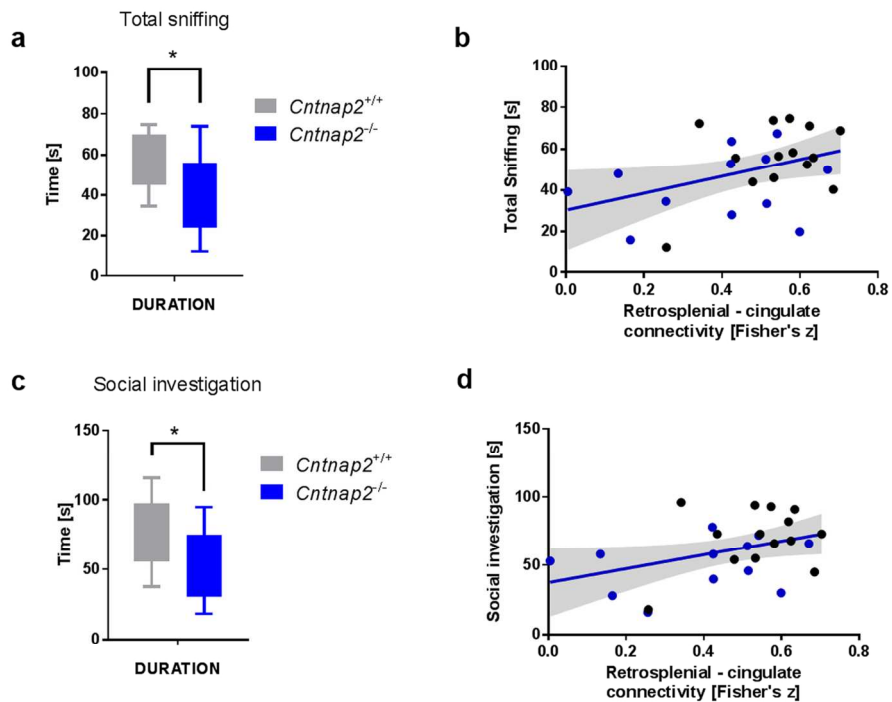 a
Total sniffing
*
100
80
60
40
20
0
Time [s]
DURATION
Cntnap2+/+
Cntnap2-/-
b
100
80
60
40
20
0
Total Sniffing [s]
0.0 0.2 0.4 0.6 0.8
Retrosplenial - cingulate
connectivity [Fisher's z]
c
Social investigation
*
150
100
50
0
Time [s]
DURATION
Cntnap2+/+
Cntnap2-/-
d
150
100
50
0
Social investigation [s]
0.0 0.2 0.4 0.6 0.8
Retrosplenial - cingulate
connectivity [Fisher's z]